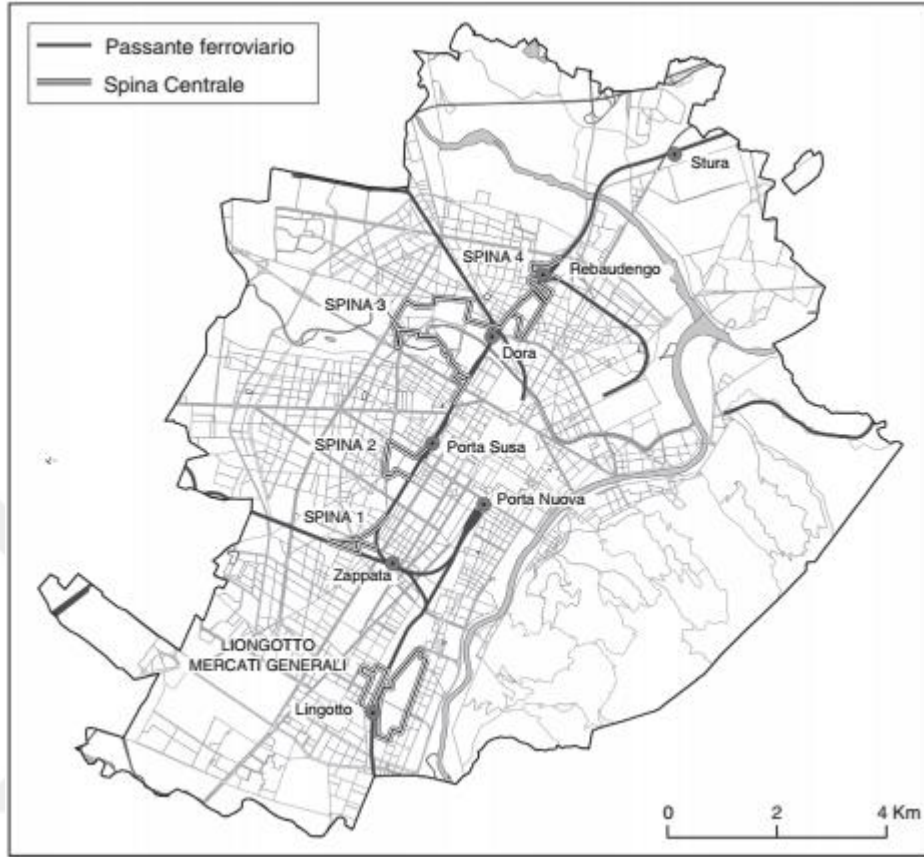 Passante ferroviario
Spina Centrale
Stura
SPINA 4
Rebaudengo
SPINA 3
Dora
SPINA 2
Porta Susa
Porta Nuova
SPINA 1
Zappata
LIONGOTTO
MERCATI GENERALI
Lingotto
0 2 4 Km